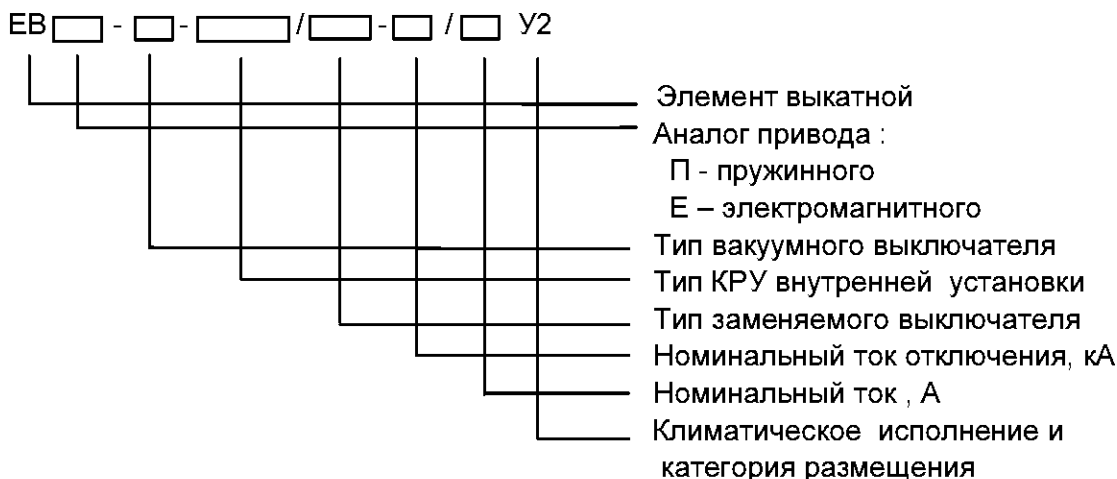 ЕВ - - / - / У2
Элемент выкатной
Аналог привода :
П - пружинного
Е – электромагнитного
Тип вакуумного выключателя
Тип КРУ внутренней установки
Тип заменяемого выключателя
Номинальный ток отключения, кА
Номинальный ток , А
Климатическое исполнение и
категория размещения